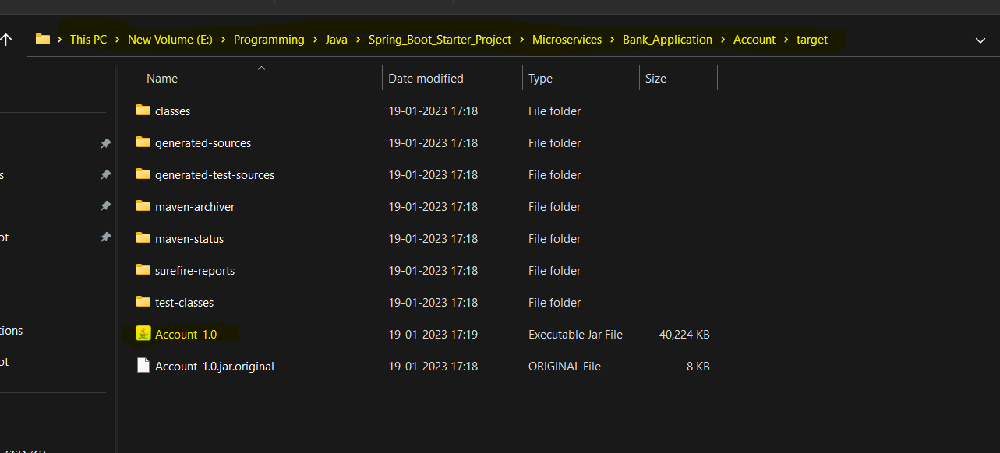 This PC > New Volume (E:) > Programming > Java > Spring_Boot_Starter_Project > Microservices > Bank_Application > Account > target
Name Date modified Type Size
classes 19-01-2023 17:18 File folder
generated-sources 19-01-2023 17:18 File folder
s generated-test-sources 19-01-2023 17:18 File folder
maven-archiver 19-01-2023 17:18 File folder
ot maven-status 19-01-2023 17:18 File folder
surefire-reports 19-01-2023 17:18 File folder
test-classes 19-01-2023 17:18 File folder
tions Account-1.0 19-01-2023 17:19 Executable Jar File 40,224 KB
ot Account-1.0.jar.original 19-01-2023 17:18 ORIGINAL File 8 KB